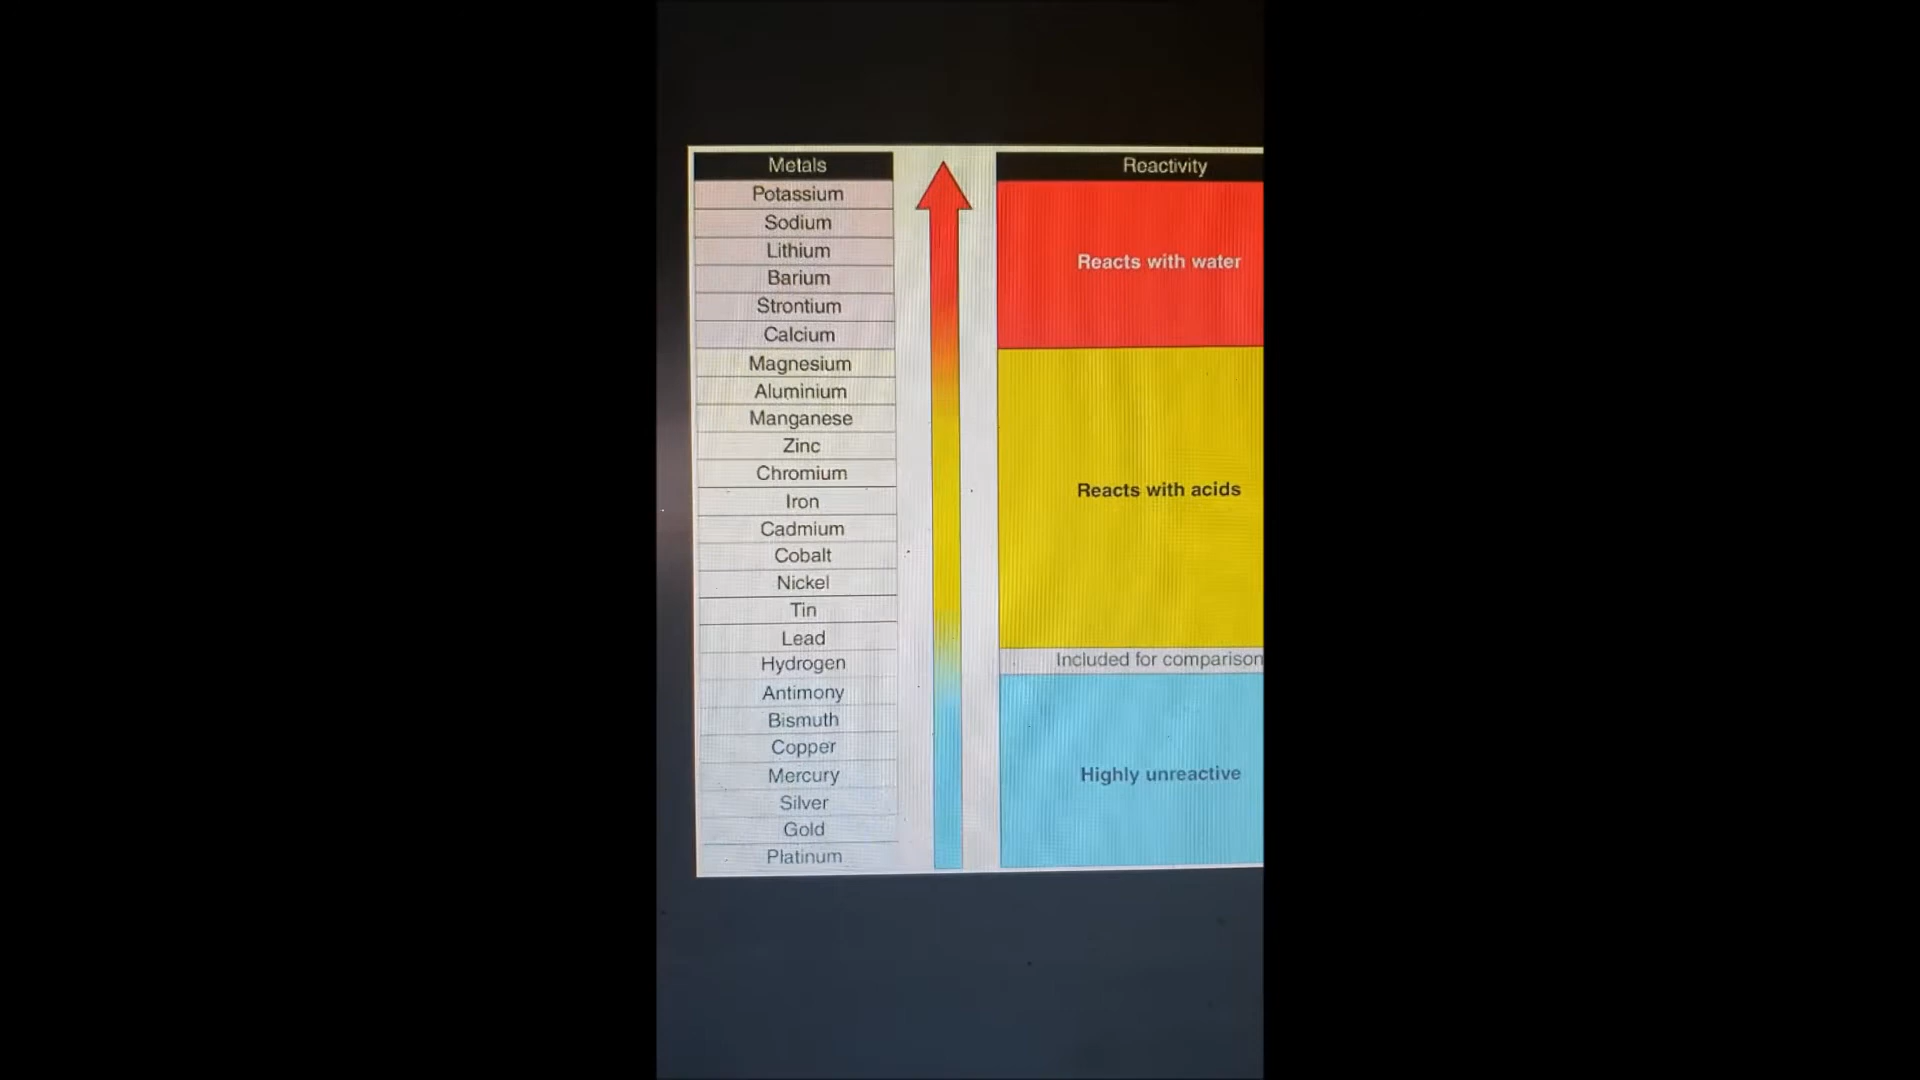 Metals
Potassium
Sodium
Lithium
Barium
Strontium
Calcium
Magnesium
Aluminium
Manganese
Zinc
Chromium
Iron
Cadmium
Cobalt
Nickel
Tin
Lead
Hydrogen
Antimony
Bismuth
Copper
Mercury
Silver
Gold
Platinum
Reactivity
Reacts with water
Reacts with acids
Included for comparison
Highly unreactive